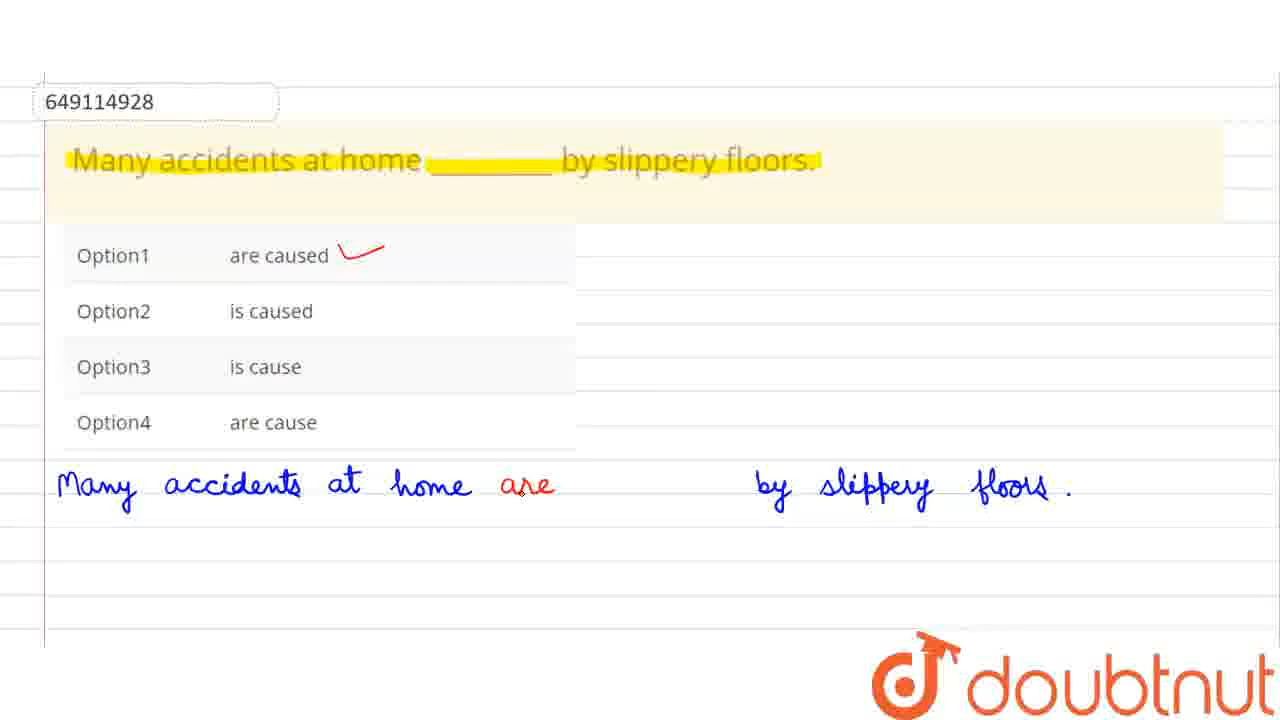 649114928
Many accidents at home __________ by slippery floors.
Option1 are caused
Option2 is caused
Option3 is cause
Option4 are cause
Many accidents at home are by slippery floors.
doubtnut